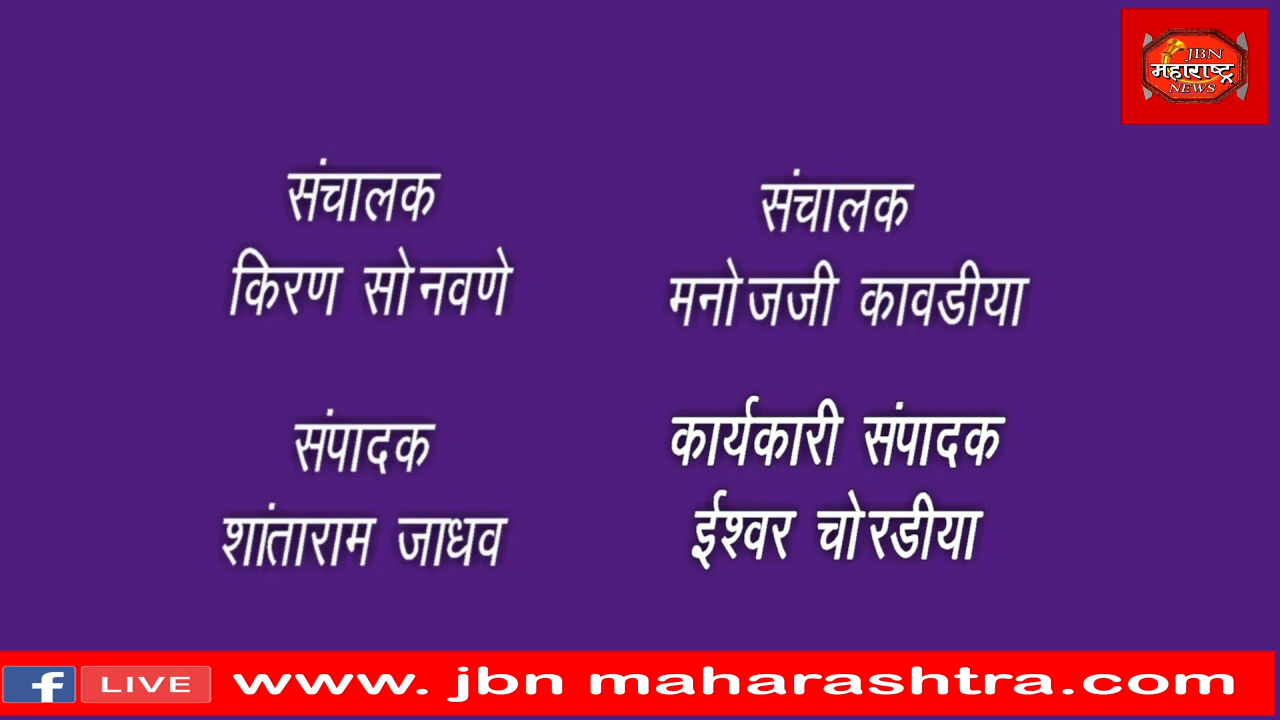 JBN
महाराष्ट्र
NEWS
संचालक
किरण सोनवणे
संचालक
मनोजजी कावडीया
संपादक
शांताराम जाधव
कार्यकारी संपादक
ईश्वर चोरडीया
f LIVE www. jbn maharashtra.com